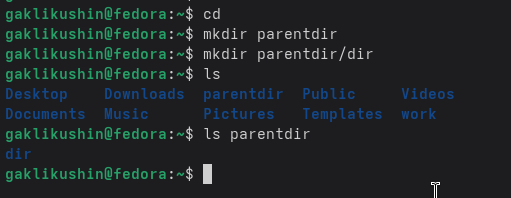 gaklikushin@fedora:~$ cd
gaklikushin@fedora:~$ mkdir parentdir
gaklikushin@fedora:~$ mkdir parentdir/dir
gaklikushin@fedora:~$ ls
Desktop    Downloads  parentdir  Public     Videos
Documents  Music      Pictures   Templates  work
gaklikushin@fedora:~$ ls parentdir
dir
gaklikushin@fedora:~$